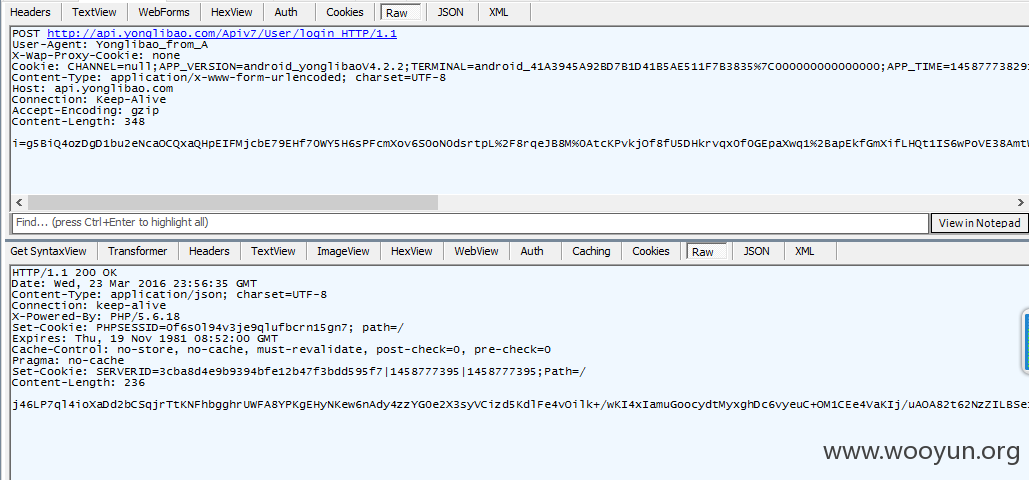 Headers TextView WebForms HexView Auth Cookies Raw JSON XML
POST http://api.yonglibao.com/Apiv7/User/login HTTP/1.1
User-Agent: Yonglibao_from_A
X-Wap-Proxy-Cookie: none
Cookie: CHANNEL=null;APP_VERSION=android_yonglibaoV4.2.2;TERMINAL=android_41A3945A92BD7B1D41B5AE511F7B3835%7C000000000000000;APP_TIME=14587773829
Content-Type: application/x-www-form-urlencoded; charset=UTF-8
Host: api.yonglibao.com
Connection: Keep-Alive
Accept-Encoding: gzip
Content-Length: 348
i=g5BiQ4ozDgD1bu2eNcaOCQxaQHpEIFMjcbE79EHf70WY5H6sPFcmXov6SOoNOdsrtpL%2F8rqeJB8M%0AtcKPvkjOf8fU5DHkrvqx0f0GEpaXwq1%2BapEkfGmXifLHQt1IS6wPoVE38Amt
Find... (press Ctrl+Enter to highlight all) View in Notepad
Get SyntaxView Transformer Headers TextView ImageView HexView WebView Auth Caching Cookies Raw JSON XML
HTTP/1.1 200 OK
Date: Wed, 23 Mar 2016 23:56:35 GMT
Content-Type: application/json; charset=UTF-8
Connection: keep-alive
X-Powered-By: PHP/5.6.18
Set-Cookie: PHPSESSID=0f6s0l94v3je9qlufbcrn15gn7; path=/
Expires: Thu, 19 Nov 1981 08:52:00 GMT
Cache-Control: no-store, no-cache, must-revalidate, post-check=0, pre-check=0
Pragma: no-cache
Set-Cookie: SERVERID=3cba8d4e9b9394bfe12b47f3bdd595f7|1458777395|1458777395;Path=/
Content-Length: 236
j46LP7ql4ioXaDd2bCSqjrTtKNFhbgghrUWFA8YPKgEHyNKew6nAdy4zzYG0e2X3syVCizd5KdlFe4vOilk+/wKI4xIamuGoocydtMyxghDc6vyeuC+OM1CEe4VaKIj/uAOA82t62NzZILBSe
www.wooyun.org